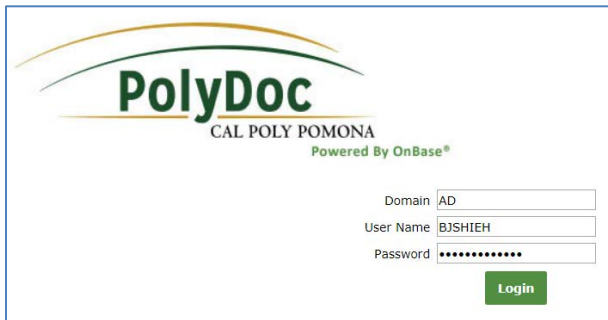 PolyDoc
CAL POLY POMONA
Powered By OnBase®
Domain AD
User Name BJSHIEH
Password •••••••••••••
Login